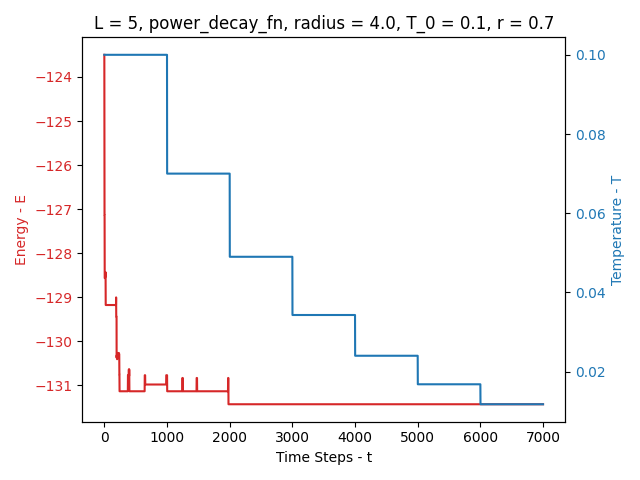 L = 5, power_decay_fn, radius = 4.0, T_0 = 0.1, r = 0.7
−124
−125
−126
−127
−128
−129
−130
−131
Energy - E
0.10
0.08
0.06
0.04
0.02
Temperature - T
0 1000 2000 3000 4000 5000 6000 7000
Time Steps - t